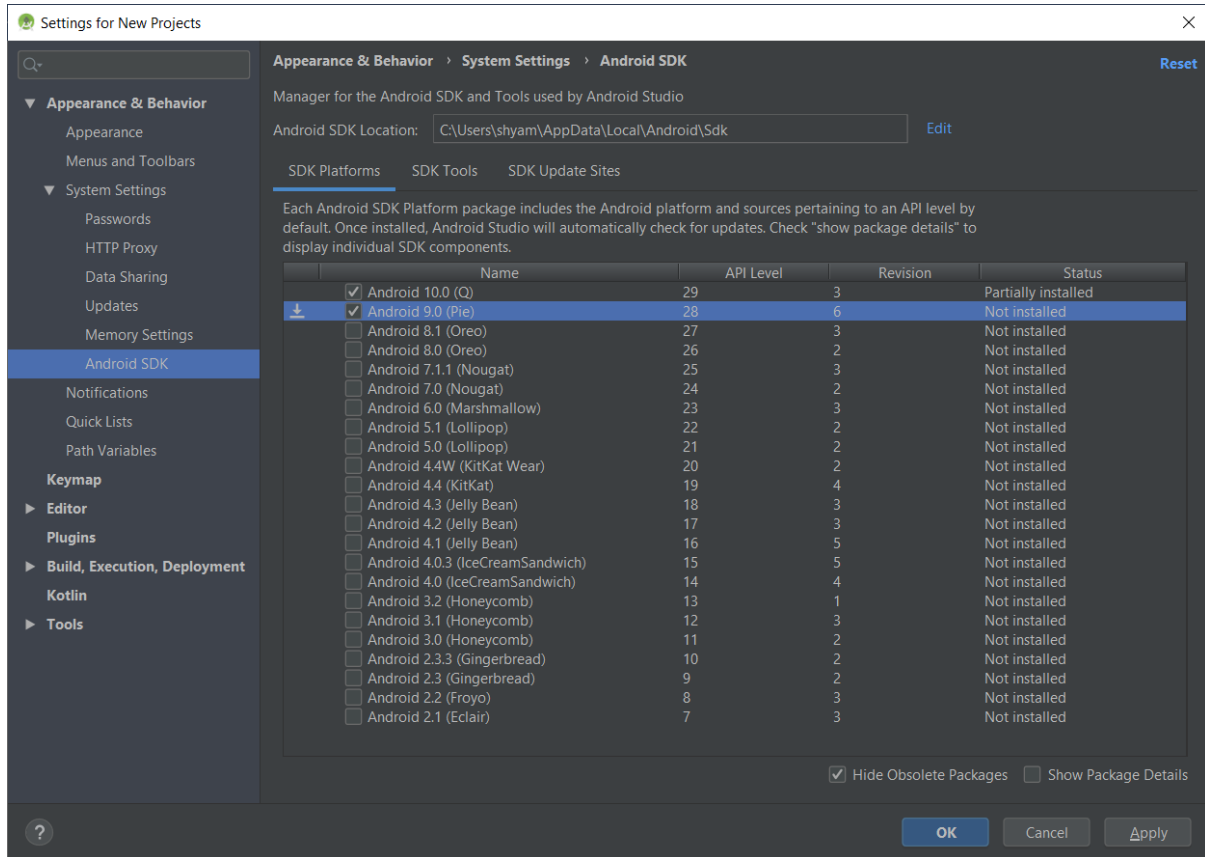 Settings for New Projects
Appearance & Behavior
Appearance
Menus and Toolbars
System Settings
Passwords
HTTP Proxy
Data Sharing
Updates
Memory Settings
Android SDK
Notifications
Quick Lists
Path Variables
Keymap
Editor
Plugins
Build, Execution, Deployment
Kotlin
Tools
Appearance & Behavior › System Settings › Android SDK
Reset
Manager for the Android SDK and Tools used by Android Studio
Android SDK Location: C:\Users\shyam\AppData\Local\Android\Sdk Edit
SDK Platforms SDK Tools SDK Update Sites
Each Android SDK Platform package includes the Android platform and sources pertaining to an API level by
default. Once installed, Android Studio will automatically check for updates. Check "show package details" to
display individual SDK components.
Name API Level Revision Status
Android 10.0 (Q) 29 3 Partially installed
Android 9.0 (Pie) 28 6 Not installed
Android 8.1 (Oreo) 27 3 Not installed
Android 8.0 (Oreo) 26 2 Not installed
Android 7.1.1 (Nougat) 25 3 Not installed
Android 7.0 (Nougat) 24 2 Not installed
Android 6.0 (Marshmallow) 23 3 Not installed
Android 5.1 (Lollipop) 22 2 Not installed
Android 5.0 (Lollipop) 21 2 Not installed
Android 4.4W (KitKat Wear) 20 2 Not installed
Android 4.4 (KitKat) 19 4 Not installed
Android 4.3 (Jelly Bean) 18 3 Not installed
Android 4.2 (Jelly Bean) 17 3 Not installed
Android 4.1 (Jelly Bean) 16 5 Not installed
Android 4.0.3 (IceCreamSandwich) 15 5 Not installed
Android 4.0 (IceCreamSandwich) 14 4 Not installed
Android 3.2 (Honeycomb) 13 1 Not installed
Android 3.1 (Honeycomb) 12 3 Not installed
Android 3.0 (Honeycomb) 11 2 Not installed
Android 2.3.3 (Gingerbread) 10 2 Not installed
Android 2.3 (Gingerbread) 9 2 Not installed
Android 2.2 (Froyo) 8 3 Not installed
Android 2.1 (Eclair) 7 3 Not installed
Hide Obsolete Packages Show Package Details
? OK Cancel Apply